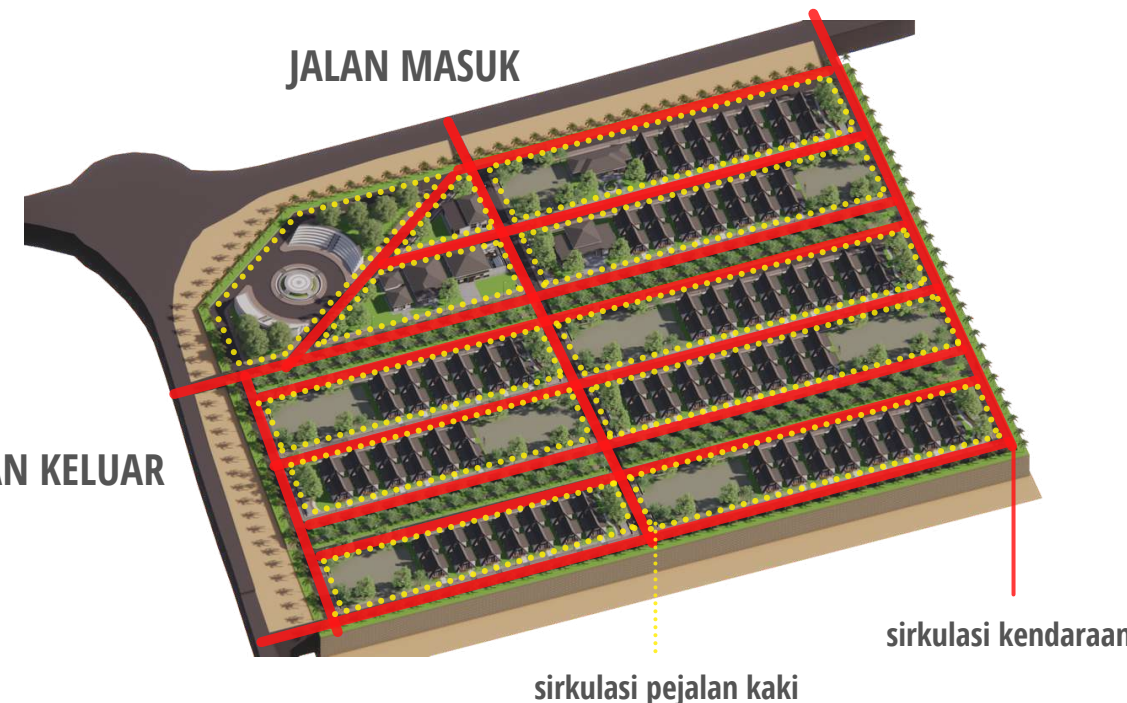 JALAN MASUK
AN KELUAR
sirkulasi kendaraan
sirkulasi pejalan kaki